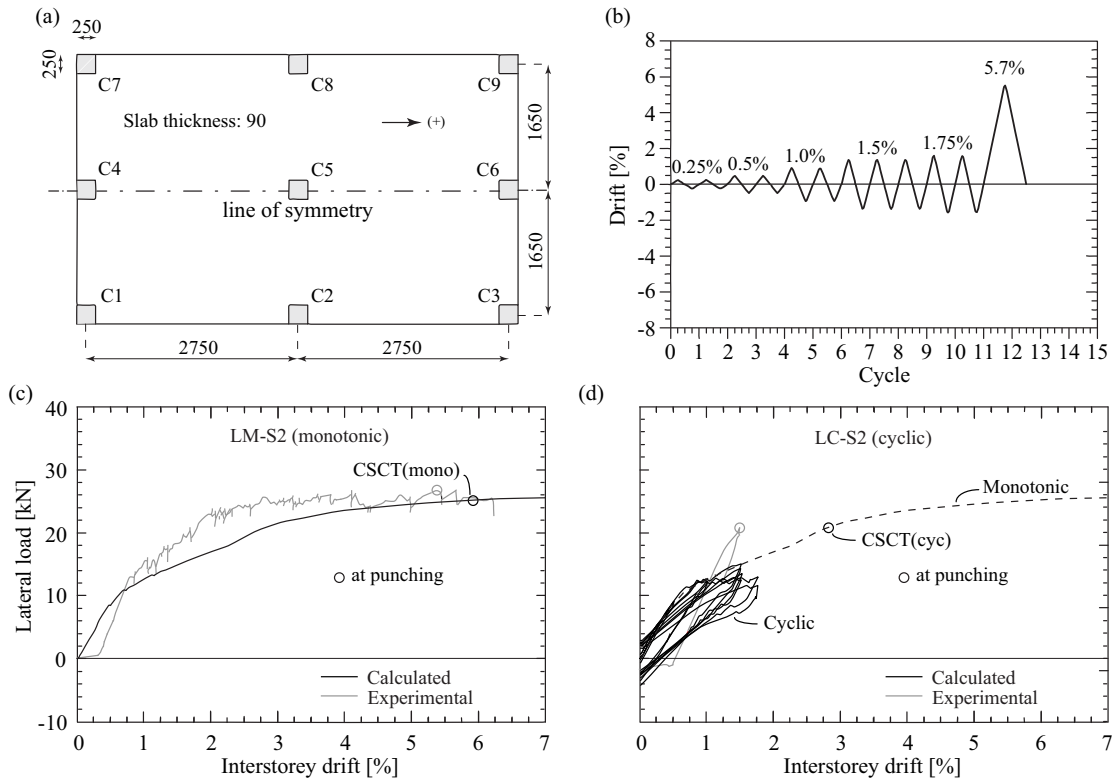 (a)
250
250
C7
C8
C9
Slab thickness: 90
(+)
1650
C4
C5
C6
line of symmetry
1650
C1
C2
C3
2750
2750
(b)
8
6
4
2
0
-2
-4
-6
-8
Drift [%]
0.25%
0.5%
1.0%
1.5%
1.75%
5.7%
0 1 2 3 4 5 6 7 8 9 10 11 12 13 14 15
Cycle
(c)
40
30
20
10
0
-10
Lateral load [kN]
LM-S2 (monotonic)
CSCT(mono)
at punching
Calculated
Experimental
0 1 2 3 4 5 6 7
Interstorey drift [%]
(d)
LC-S2 (cyclic)
Monotonic
CSCT(cyc)
at punching
Cyclic
Calculated
Experimental
0 1 2 3 4 5 6 7
Interstorey drift [%]